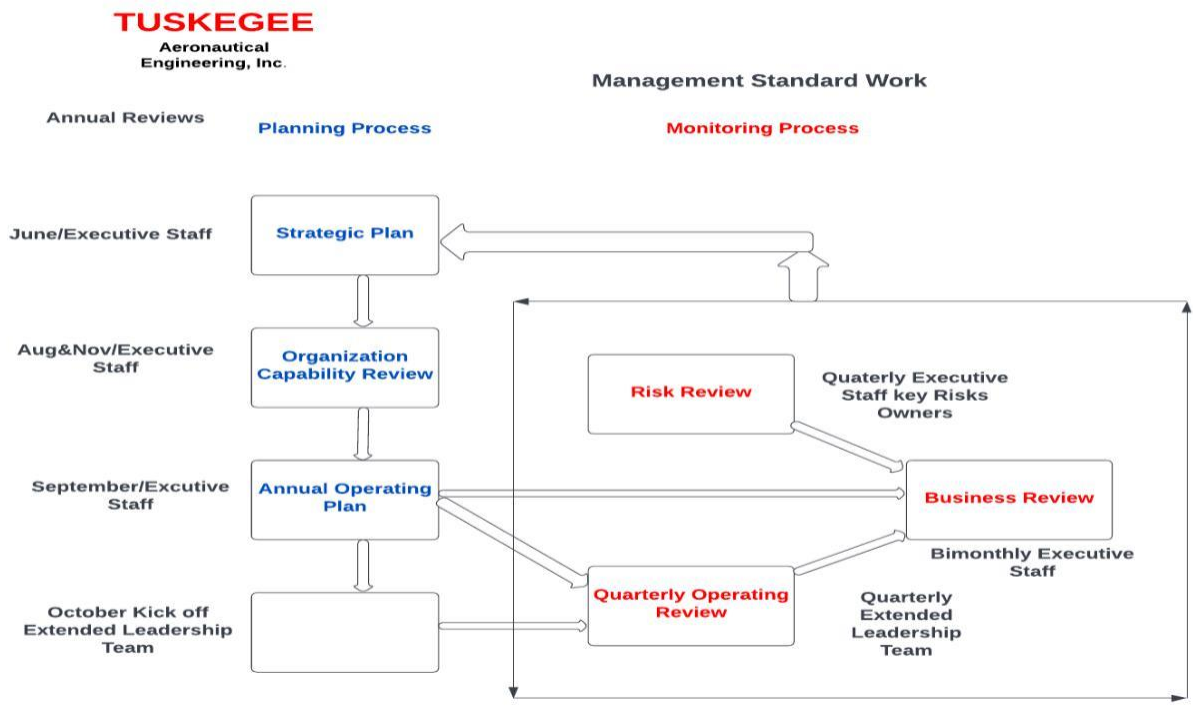 TUSKEGEE
Aeronautical
Engineering, Inc.
Management Standard Work
Annual Reviews
Planning Process
Monitoring Process
June/Executive Staff
Strategic Plan
Aug&Nov/Executive
Staff
Organization
Capability Review
Risk Review
Quaterly Executive
Staff key Risks
Owners
September/Excutive
Staff
Annual Operating
Plan
Business Review
Bimonthly Executive
Staff
October Kick off
Extended Leadership
Team
Quarterly Operating
Review
Quarterly
Extended
Leadership
Team